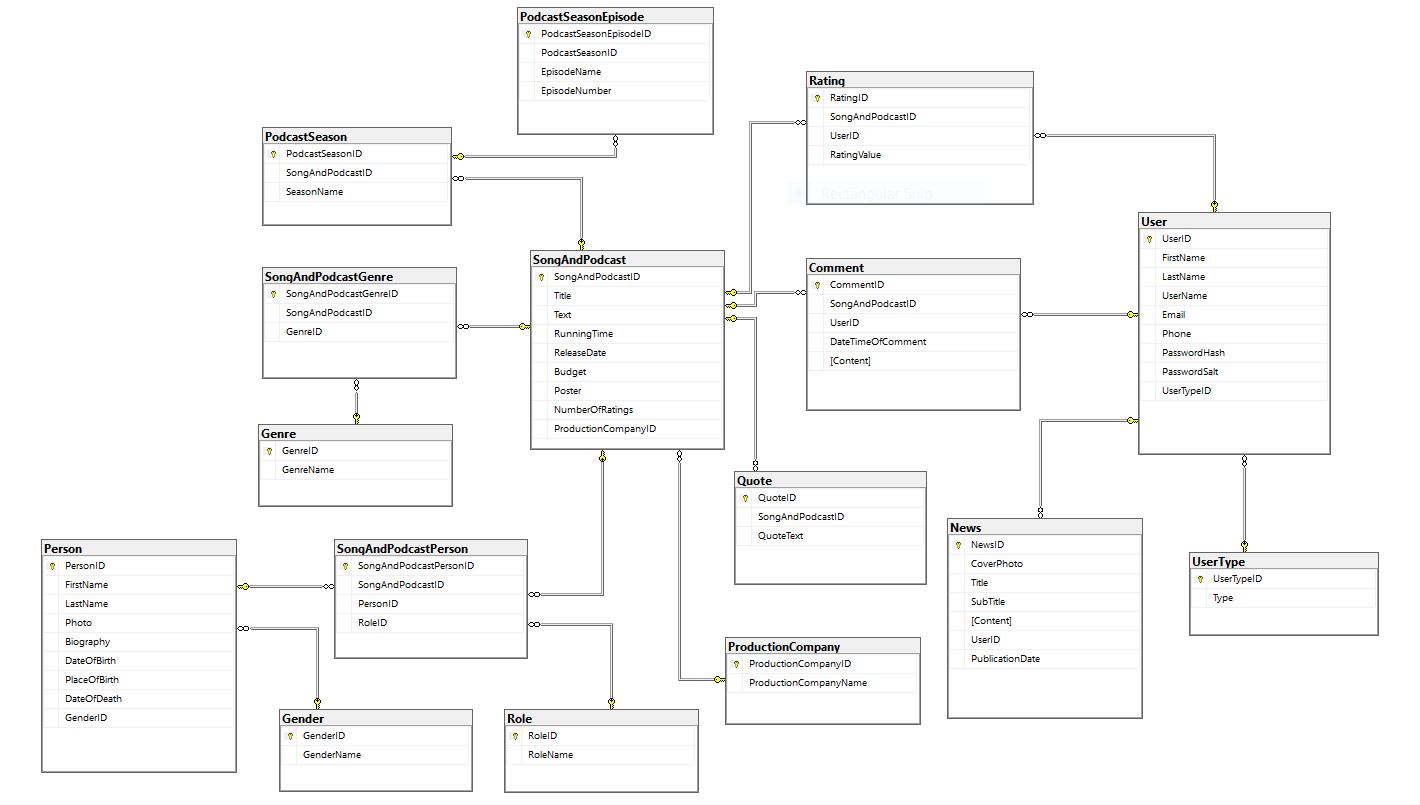 PodcastSeasonEpisode
PodcastSeasonEpisodeID
PodcastSeasonID
EpisodeName
EpisodeNumber
Rating
RatingID
SongAndPodcastID
UserID
RatingValue
Rectangular Snip
PodcastSeason
PodcastSeasonID
SongAndPodcastID
SeasonName
User
UserID
FirstName
LastName
UserName
Email
Phone
PasswordHash
PasswordSalt
UserTypeID
SongAndPodcast
SongAndPodcastID
Title
Text
RunningTime
ReleaseDate
Budget
Poster
NumberOfRatings
ProductionCompanyID
Comment
CommentID
SongAndPodcastID
UserID
DateTimeOfComment
[Content]
SongAndPodcastGenre
SongAndPodcastGenreID
SongAndPodcastID
GenreID
Genre
GenreID
GenreName
Quote
QuoteID
SongAndPodcastID
QuoteText
News
NewsID
CoverPhoto
Title
SubTitle
[Content]
UserID
PublicationDate
UserType
UserTypeID
Type
Person
PersonID
FirstName
LastName
Photo
Biography
DateOfBirth
PlaceOfBirth
DateOfDeath
GenderID
SongAndPodcastPerson
SongAndPodcastPersonID
SongAndPodcastID
PersonID
RoleID
ProductionCompany
ProductionCompanyID
ProductionCompanyName
Gender
GenderID
GenderName
Role
RoleID
RoleName